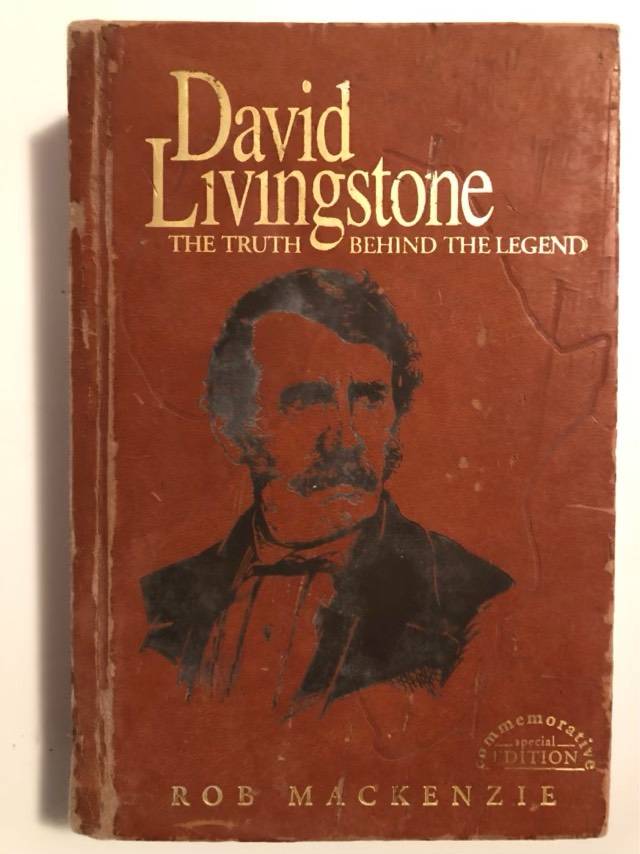 David
Livingstone
THE TRUTH BEHIND THE LEGEND
commemorative
special
EDITION
ROB MACKENZIE